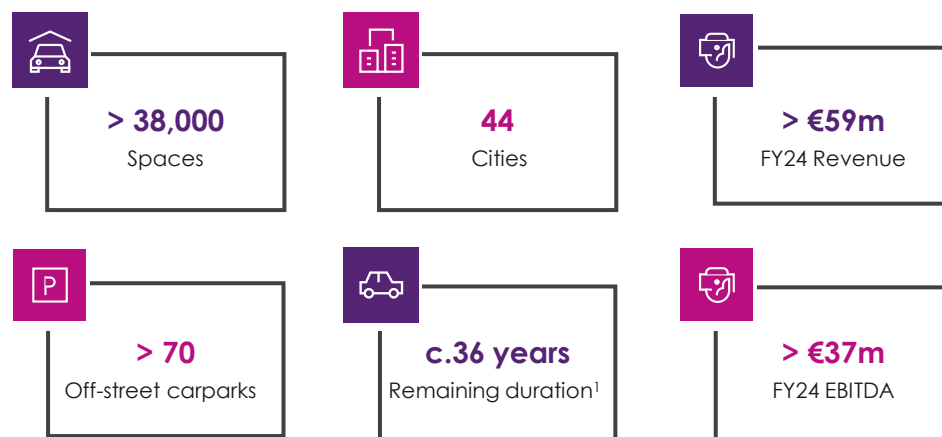 > 38,000
Spaces
44
Cities
> €59m
FY24 Revenue
P
> 70
Off-street carparks
c.36 years
Remaining duration¹
> €37m
FY24 EBITDA